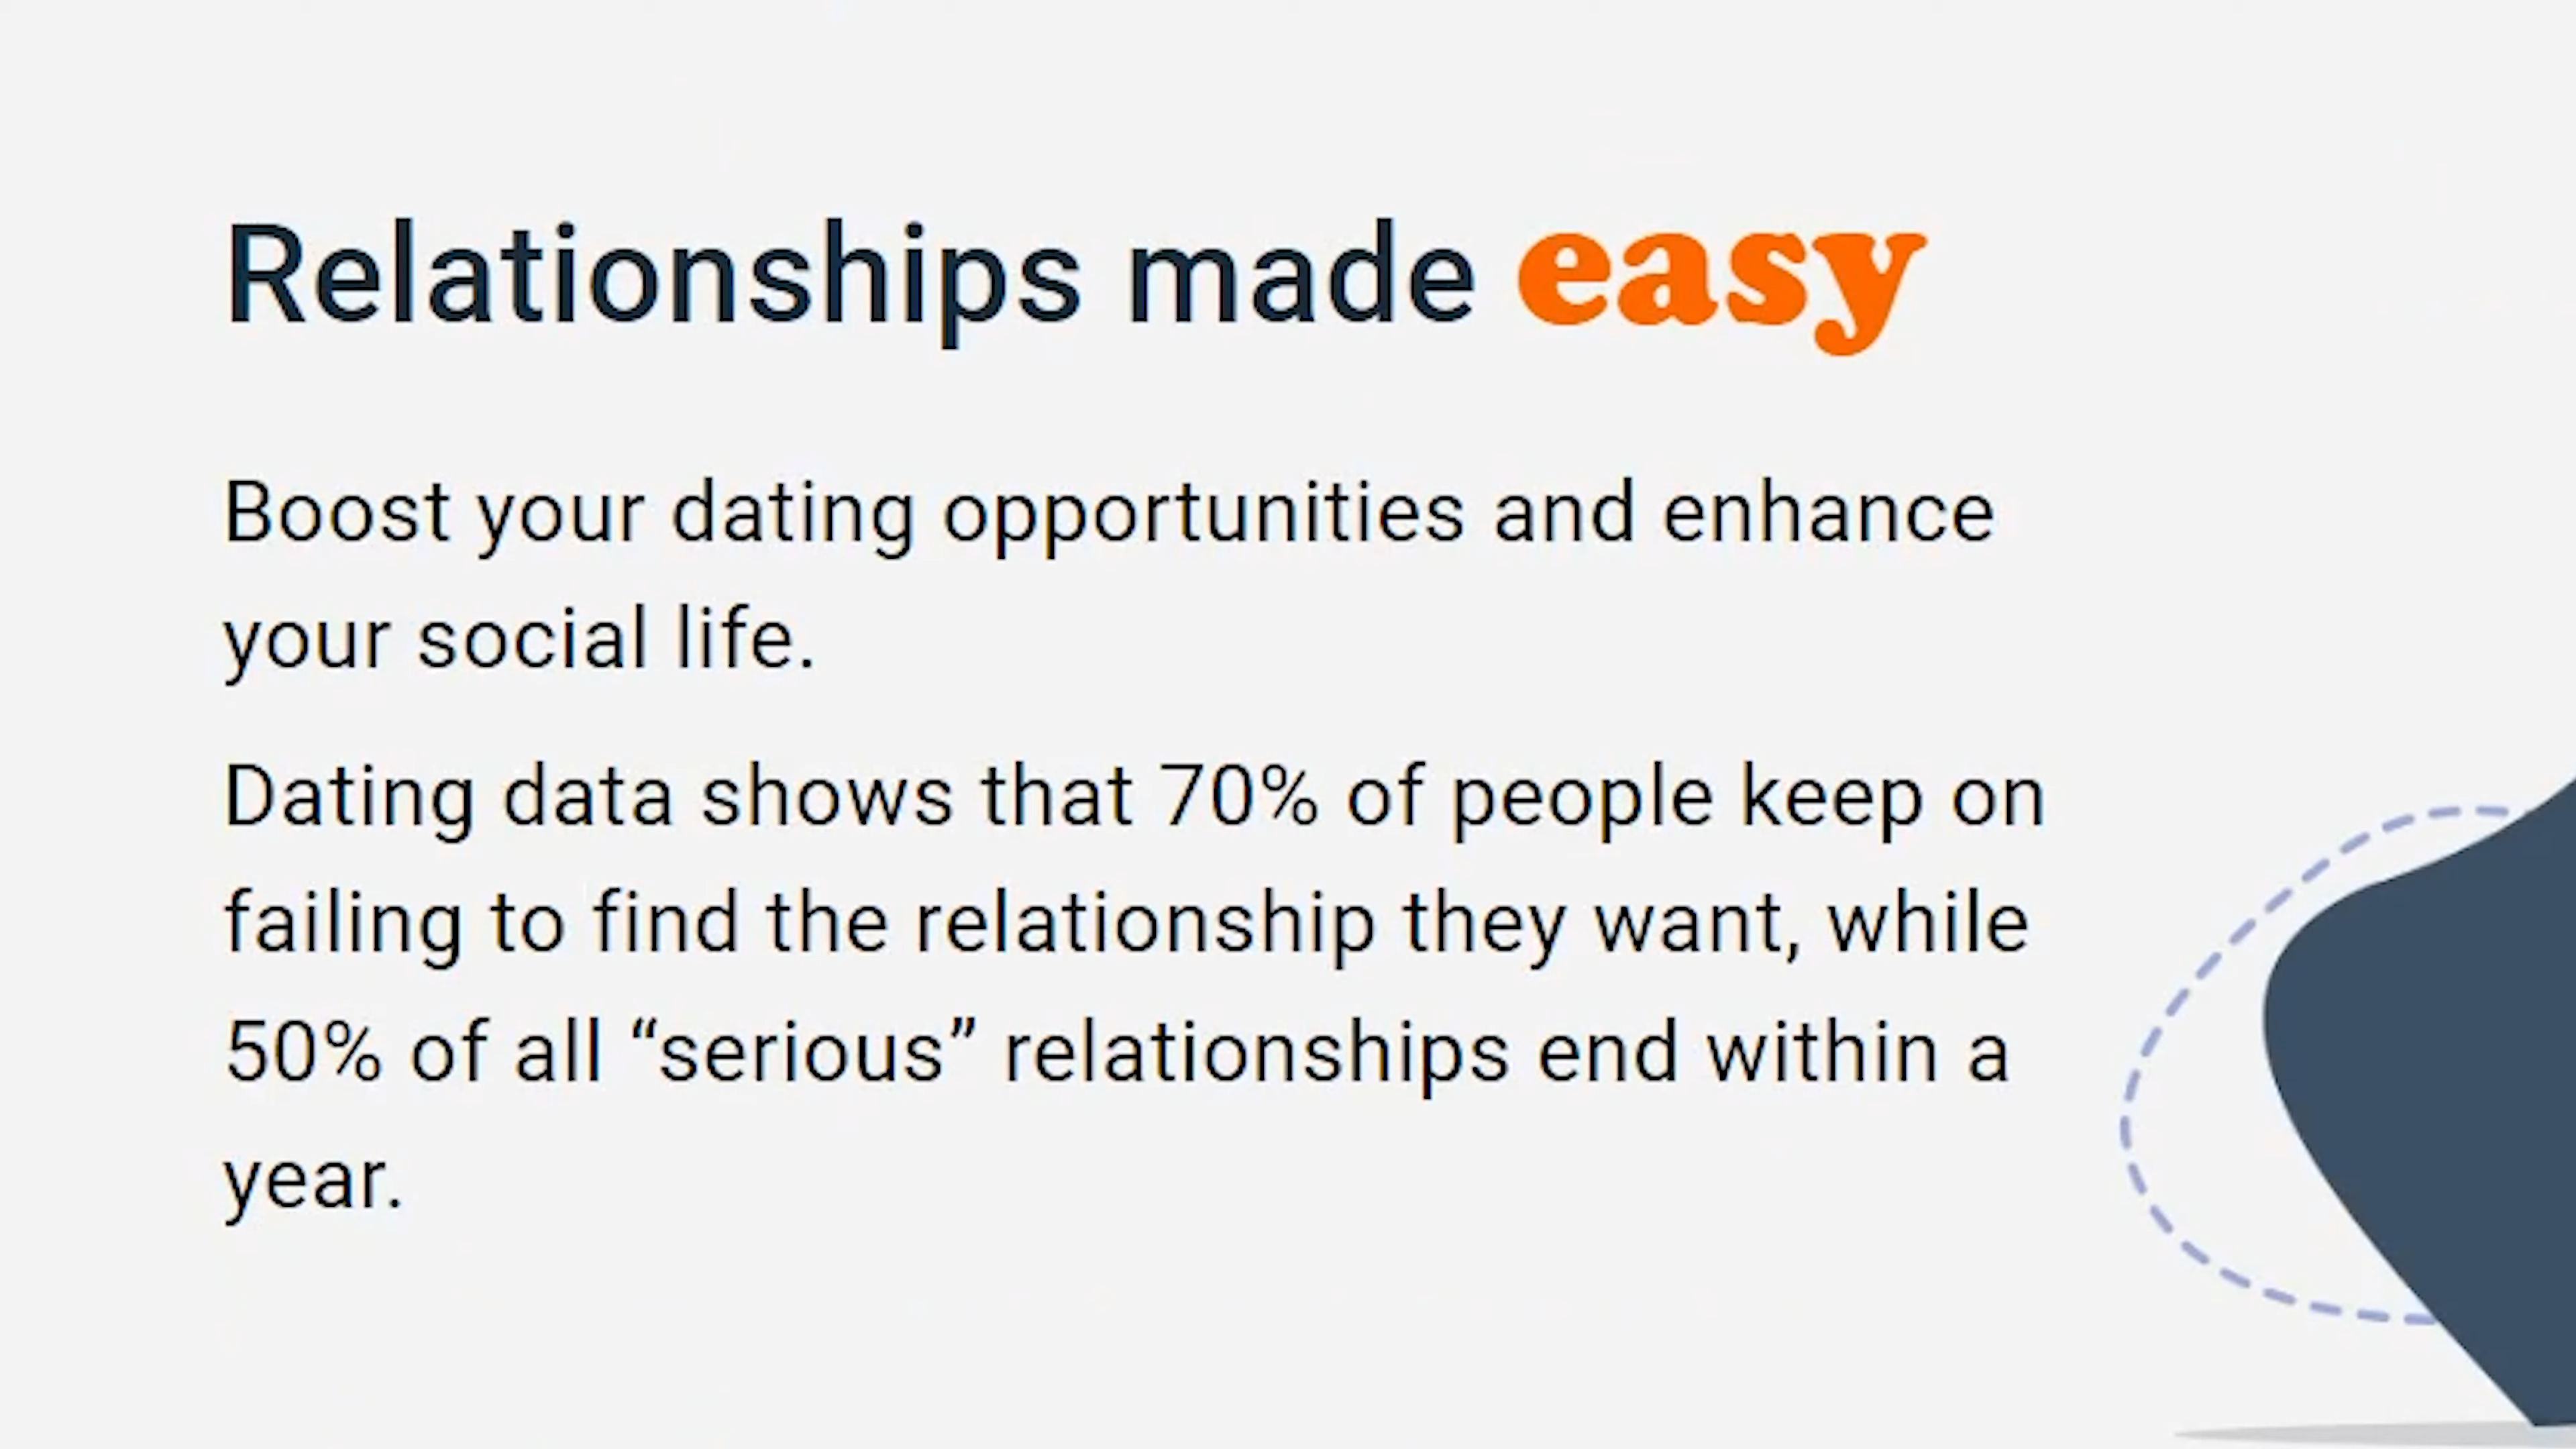 Relationships made easy
Boost your dating opportunities and enhance
your social life.
Dating data shows that 70% of people keep on
failing to find the relationship they want, while
50% of all “serious” relationships end within a
year.